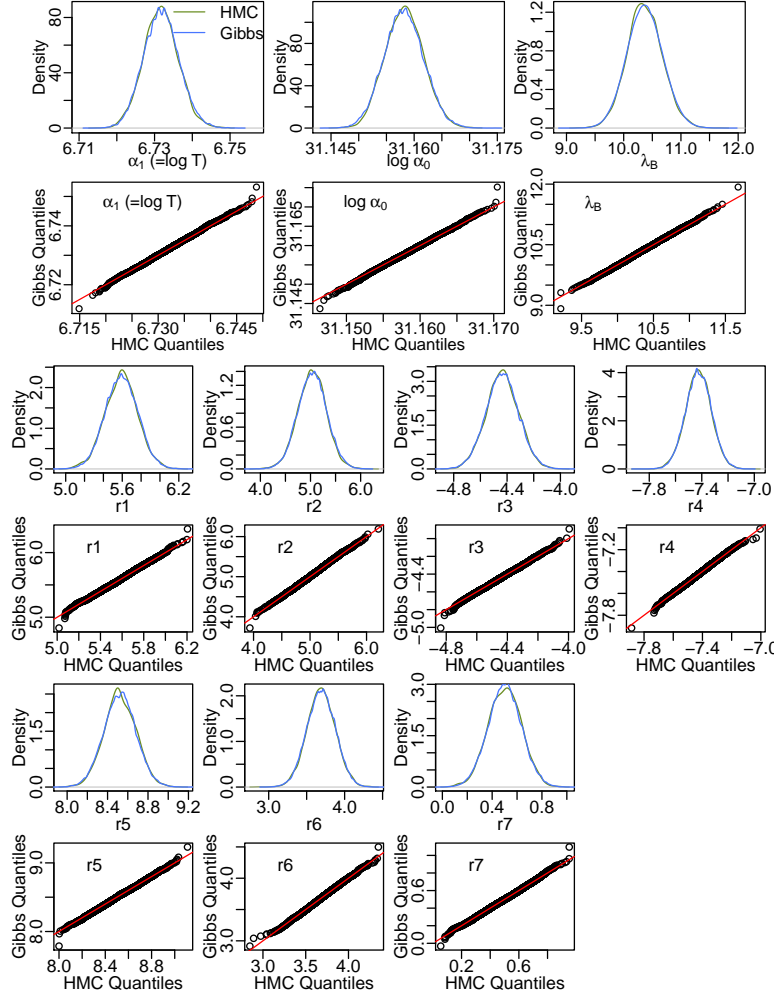 HMC
Gibbs
Density
0 40 80
6.71 6.73 6.75
α1 (=log T)
Density
0 40 100
31.145 31.160 31.175
log α0
Density
0.0 0.4 0.8 1.2
9.0 10.0 11.0 12.0
λB
Gibbs Quantiles
6.72 6.74
α1 (=log T)
6.715 6.730 6.745
HMC Quantiles
Gibbs Quantiles
31.145 31.165
log α0
31.150 31.160 31.170
HMC Quantiles
Gibbs Quantiles
9.0 10.5 12.0
λB
9.5 10.5 11.5
HMC Quantiles
Density
0.0 1.0 2.0
5.0 5.6 6.2
r1
Density
0.0 0.6 1.2
4.0 5.0 6.0
r2
Density
0.0 1.5 3.0
−4.8 −4.4 −4.0
r3
Density
0 2 4
−7.8 −7.4 −7.0
r4
Gibbs Quantiles
5.0 6.0
r1
5.0 5.4 5.8 6.2
HMC Quantiles
Gibbs Quantiles
4.0 5.0 6.0
r2
4.0 5.0 6.0
HMC Quantiles
Gibbs Quantiles
−5.0 −4.4
r3
−4.8 −4.4 −4.0
HMC Quantiles
Gibbs Quantiles
−7.8 −7.2
r4
−7.8 −7.4 −7.0
HMC Quantiles
Density
0.0 1.5
8.0 8.4 8.8 9.2
r5
Density
0.0 1.0 2.0
3.0 4.0
r6
Density
0.0 1.5 3.0
0.0 0.4 0.8
r7
Gibbs Quantiles
8.0 9.0
r5
8.0 8.4 8.8
HMC Quantiles
Gibbs Quantiles
3.0 4.0
r6
3.0 3.5 4.0
HMC Quantiles
Gibbs Quantiles
0.0 0.6
r7
0.2 0.6
HMC Quantiles